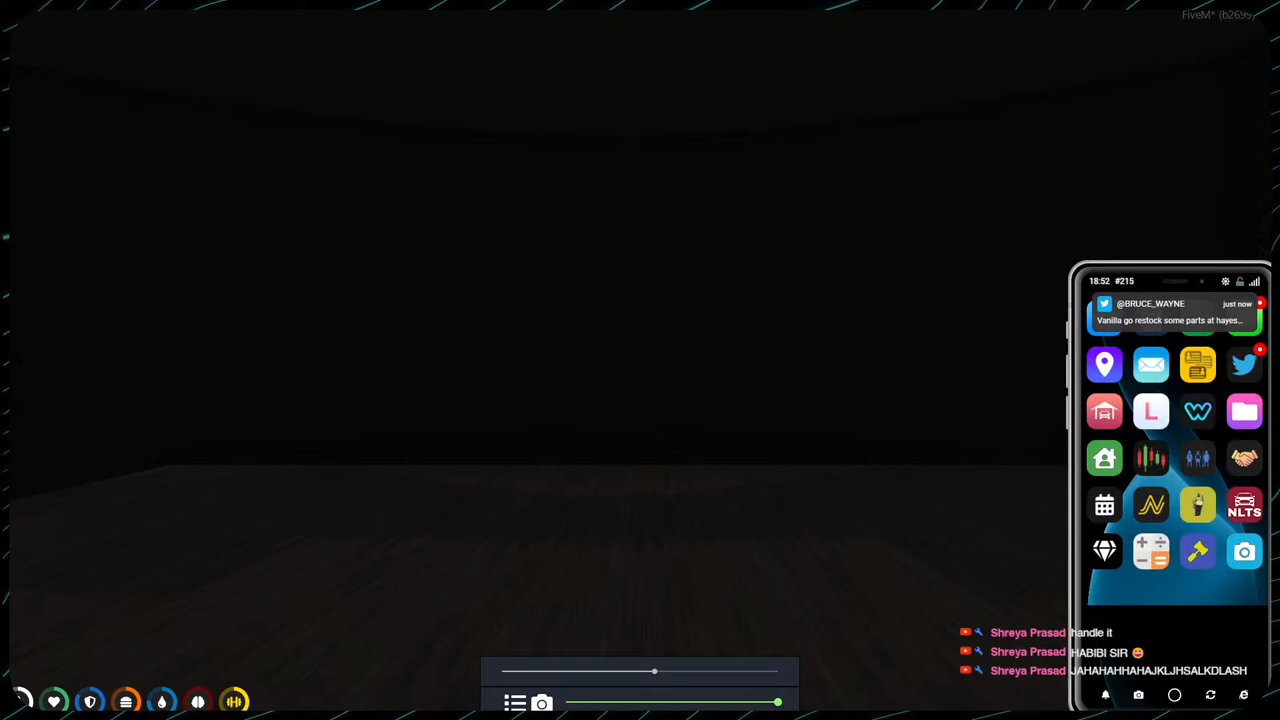 FiveM* (b2699)
18:52 #215
@BRUCE_WAYNE just now
Vanilla go restock some parts at hayes...
L
NLTS
Shreya Prasad handle it
Shreya Prasad HABIBI SIR 😛
Shreya Prasad JAHAHAHHAHAJKLJHSALKDLASH